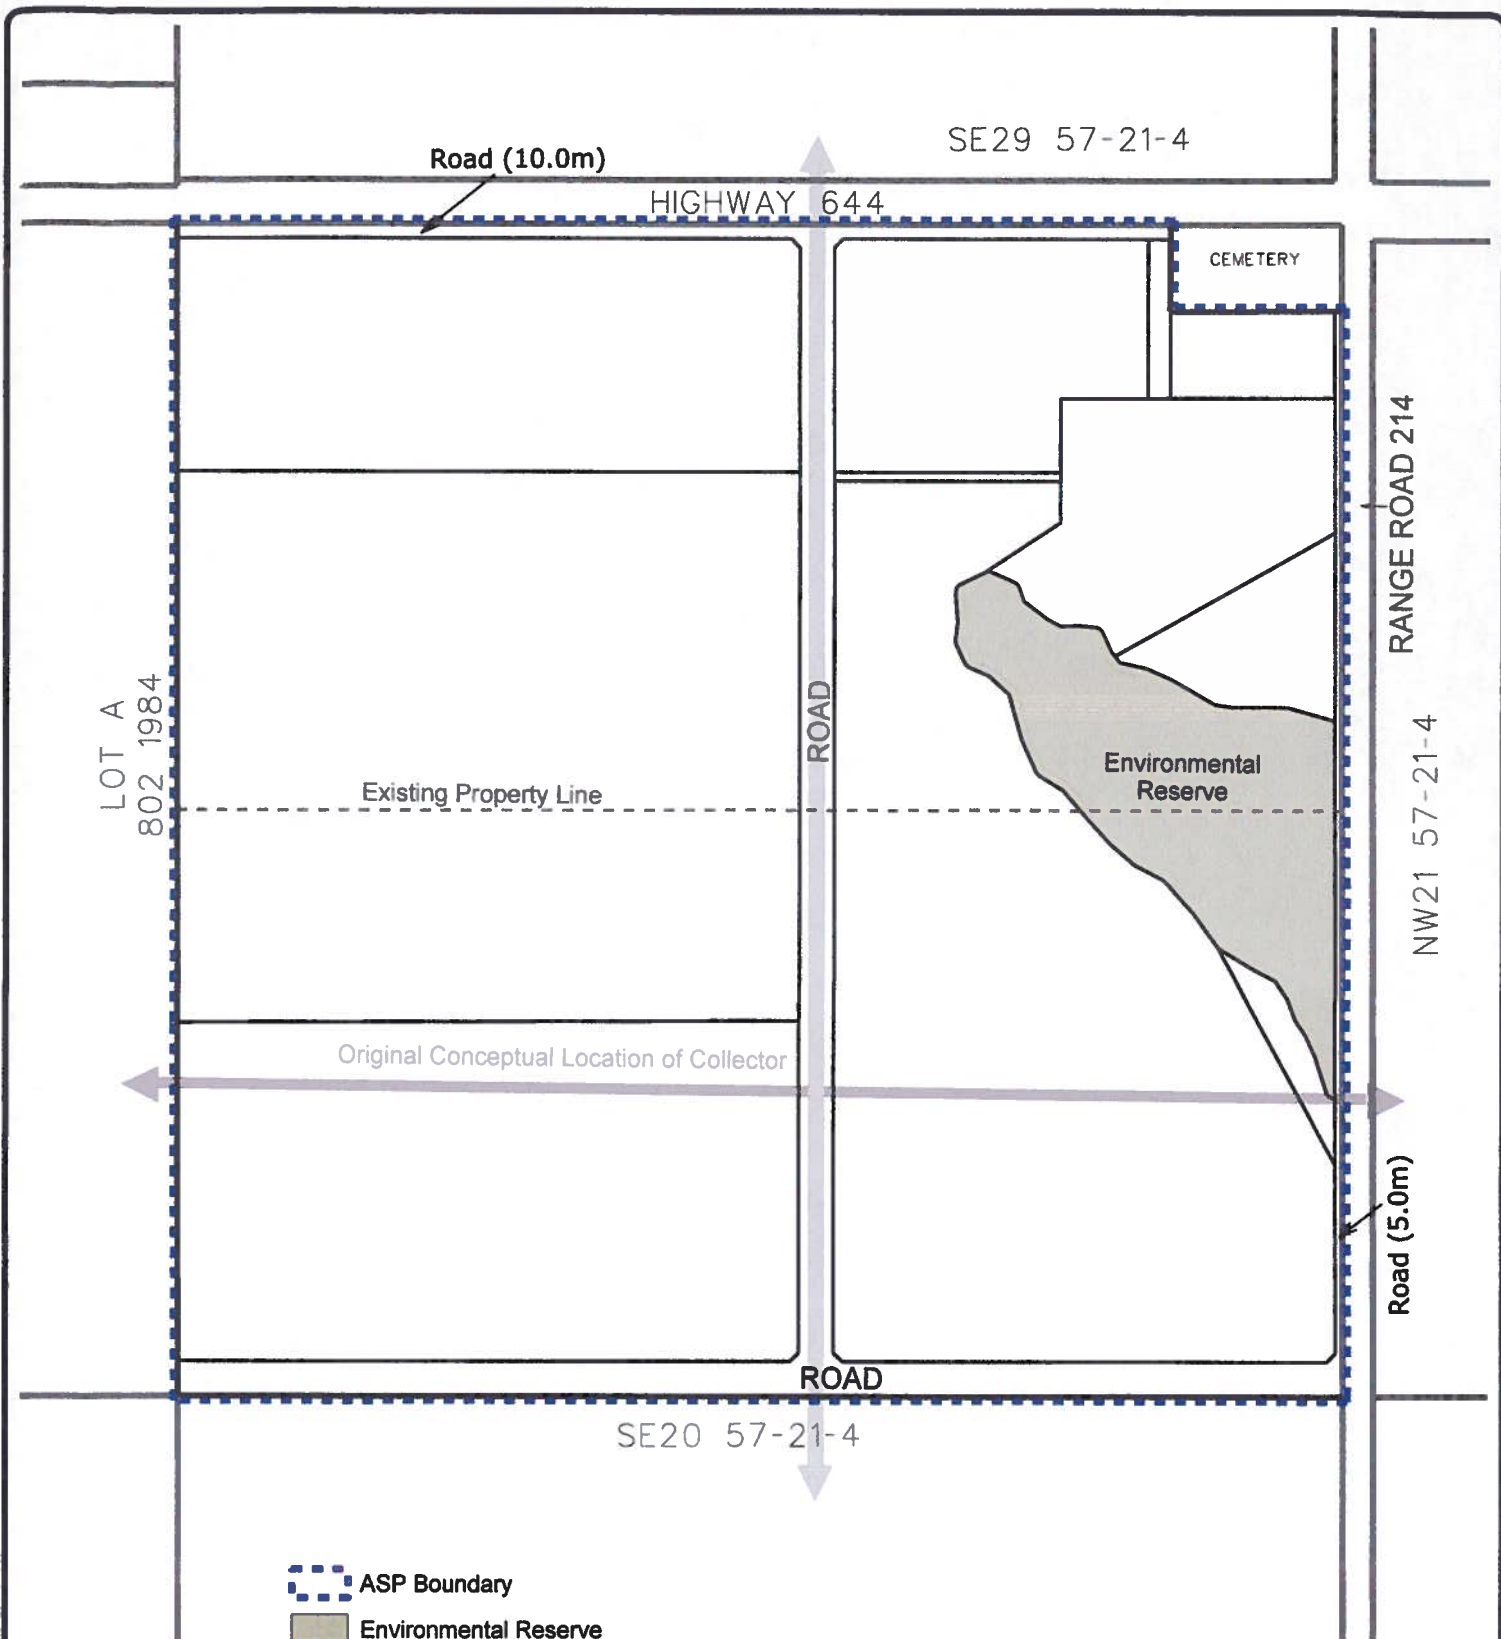 SE29 57-21-4
Road (10.0m)
HIGHWAY 644
CEMETERY
RANGE ROAD 214
LOT A
802 1984
ROAD
NW21 57-21-4
Environmental
Reserve
Existing Property Line
Original Conceptual Location of Collector
Road (5.0m)
ROAD
SE20 57-21-4
ASP Boundary
Environmental Reserve